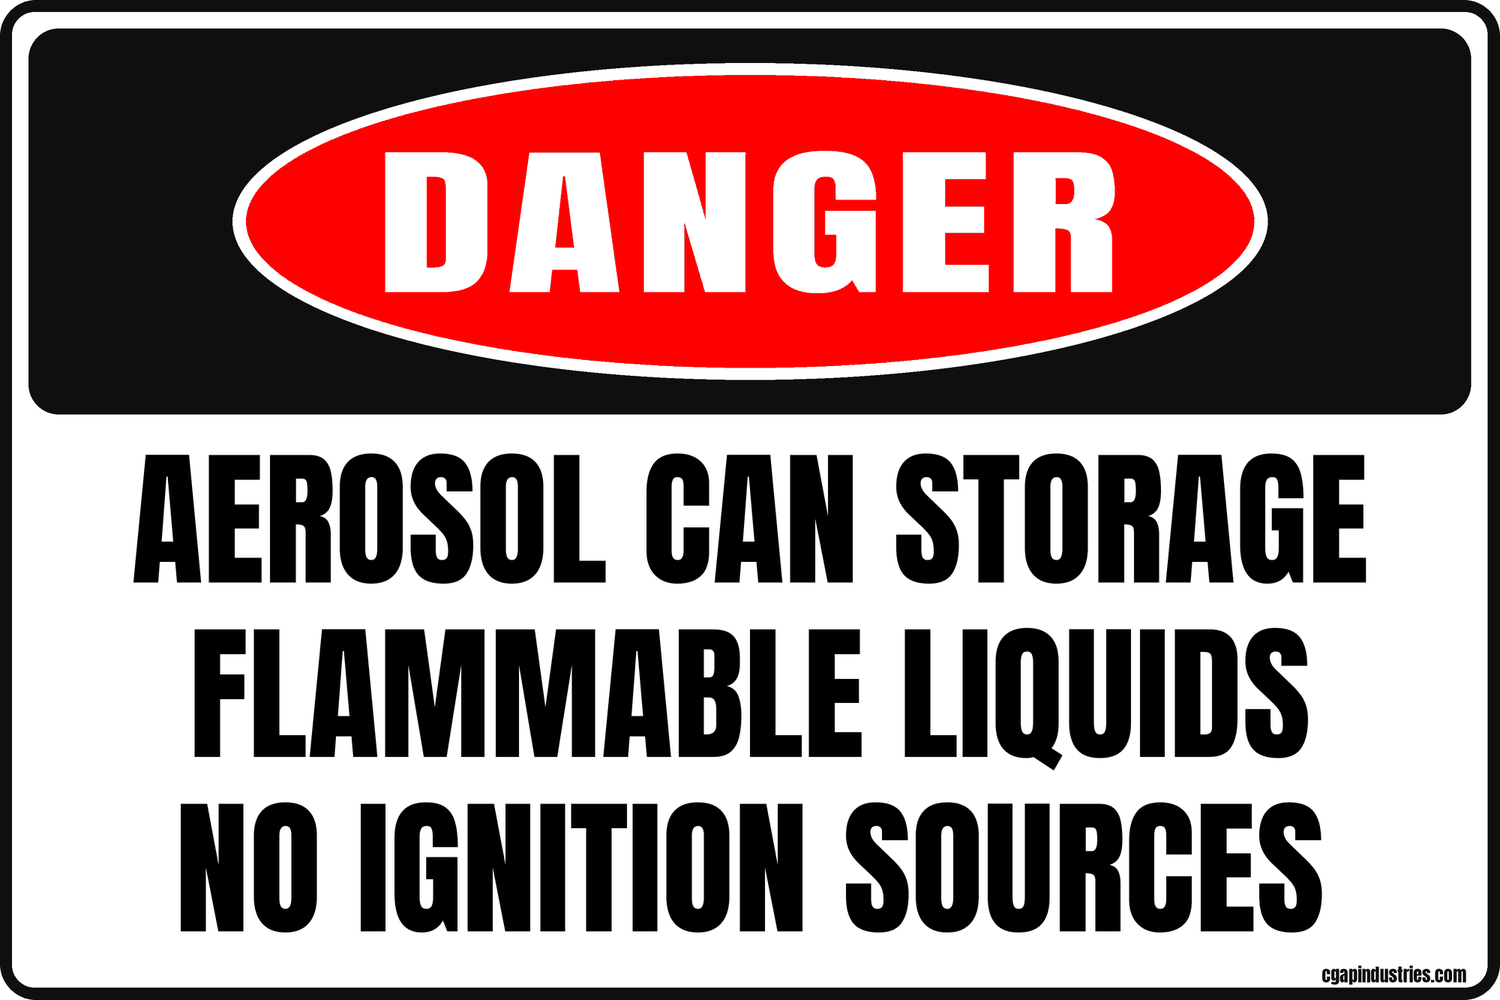 DANGER
AEROSOL CAN STORAGE
FLAMMABLE LIQUIDS
NO IGNITION SOURCES
cgapindustries.com